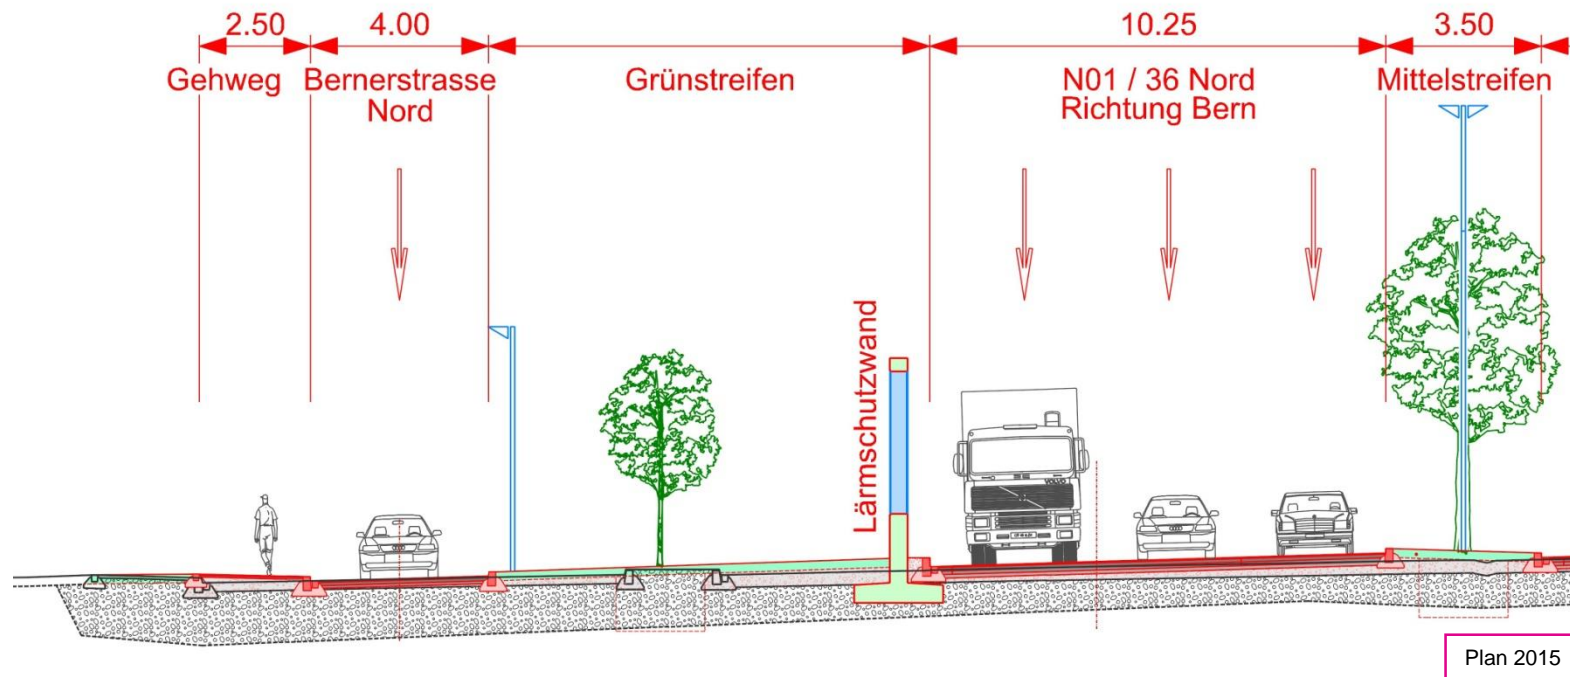 2.50
4.00
10.25
3.50
Gehweg
Bernerstrasse
Nord
Grünstreifen
N01 / 36 Nord
Richtung Bern
Mittelstreifen
Lärmschutzwand
VOLVO
Plan 2015